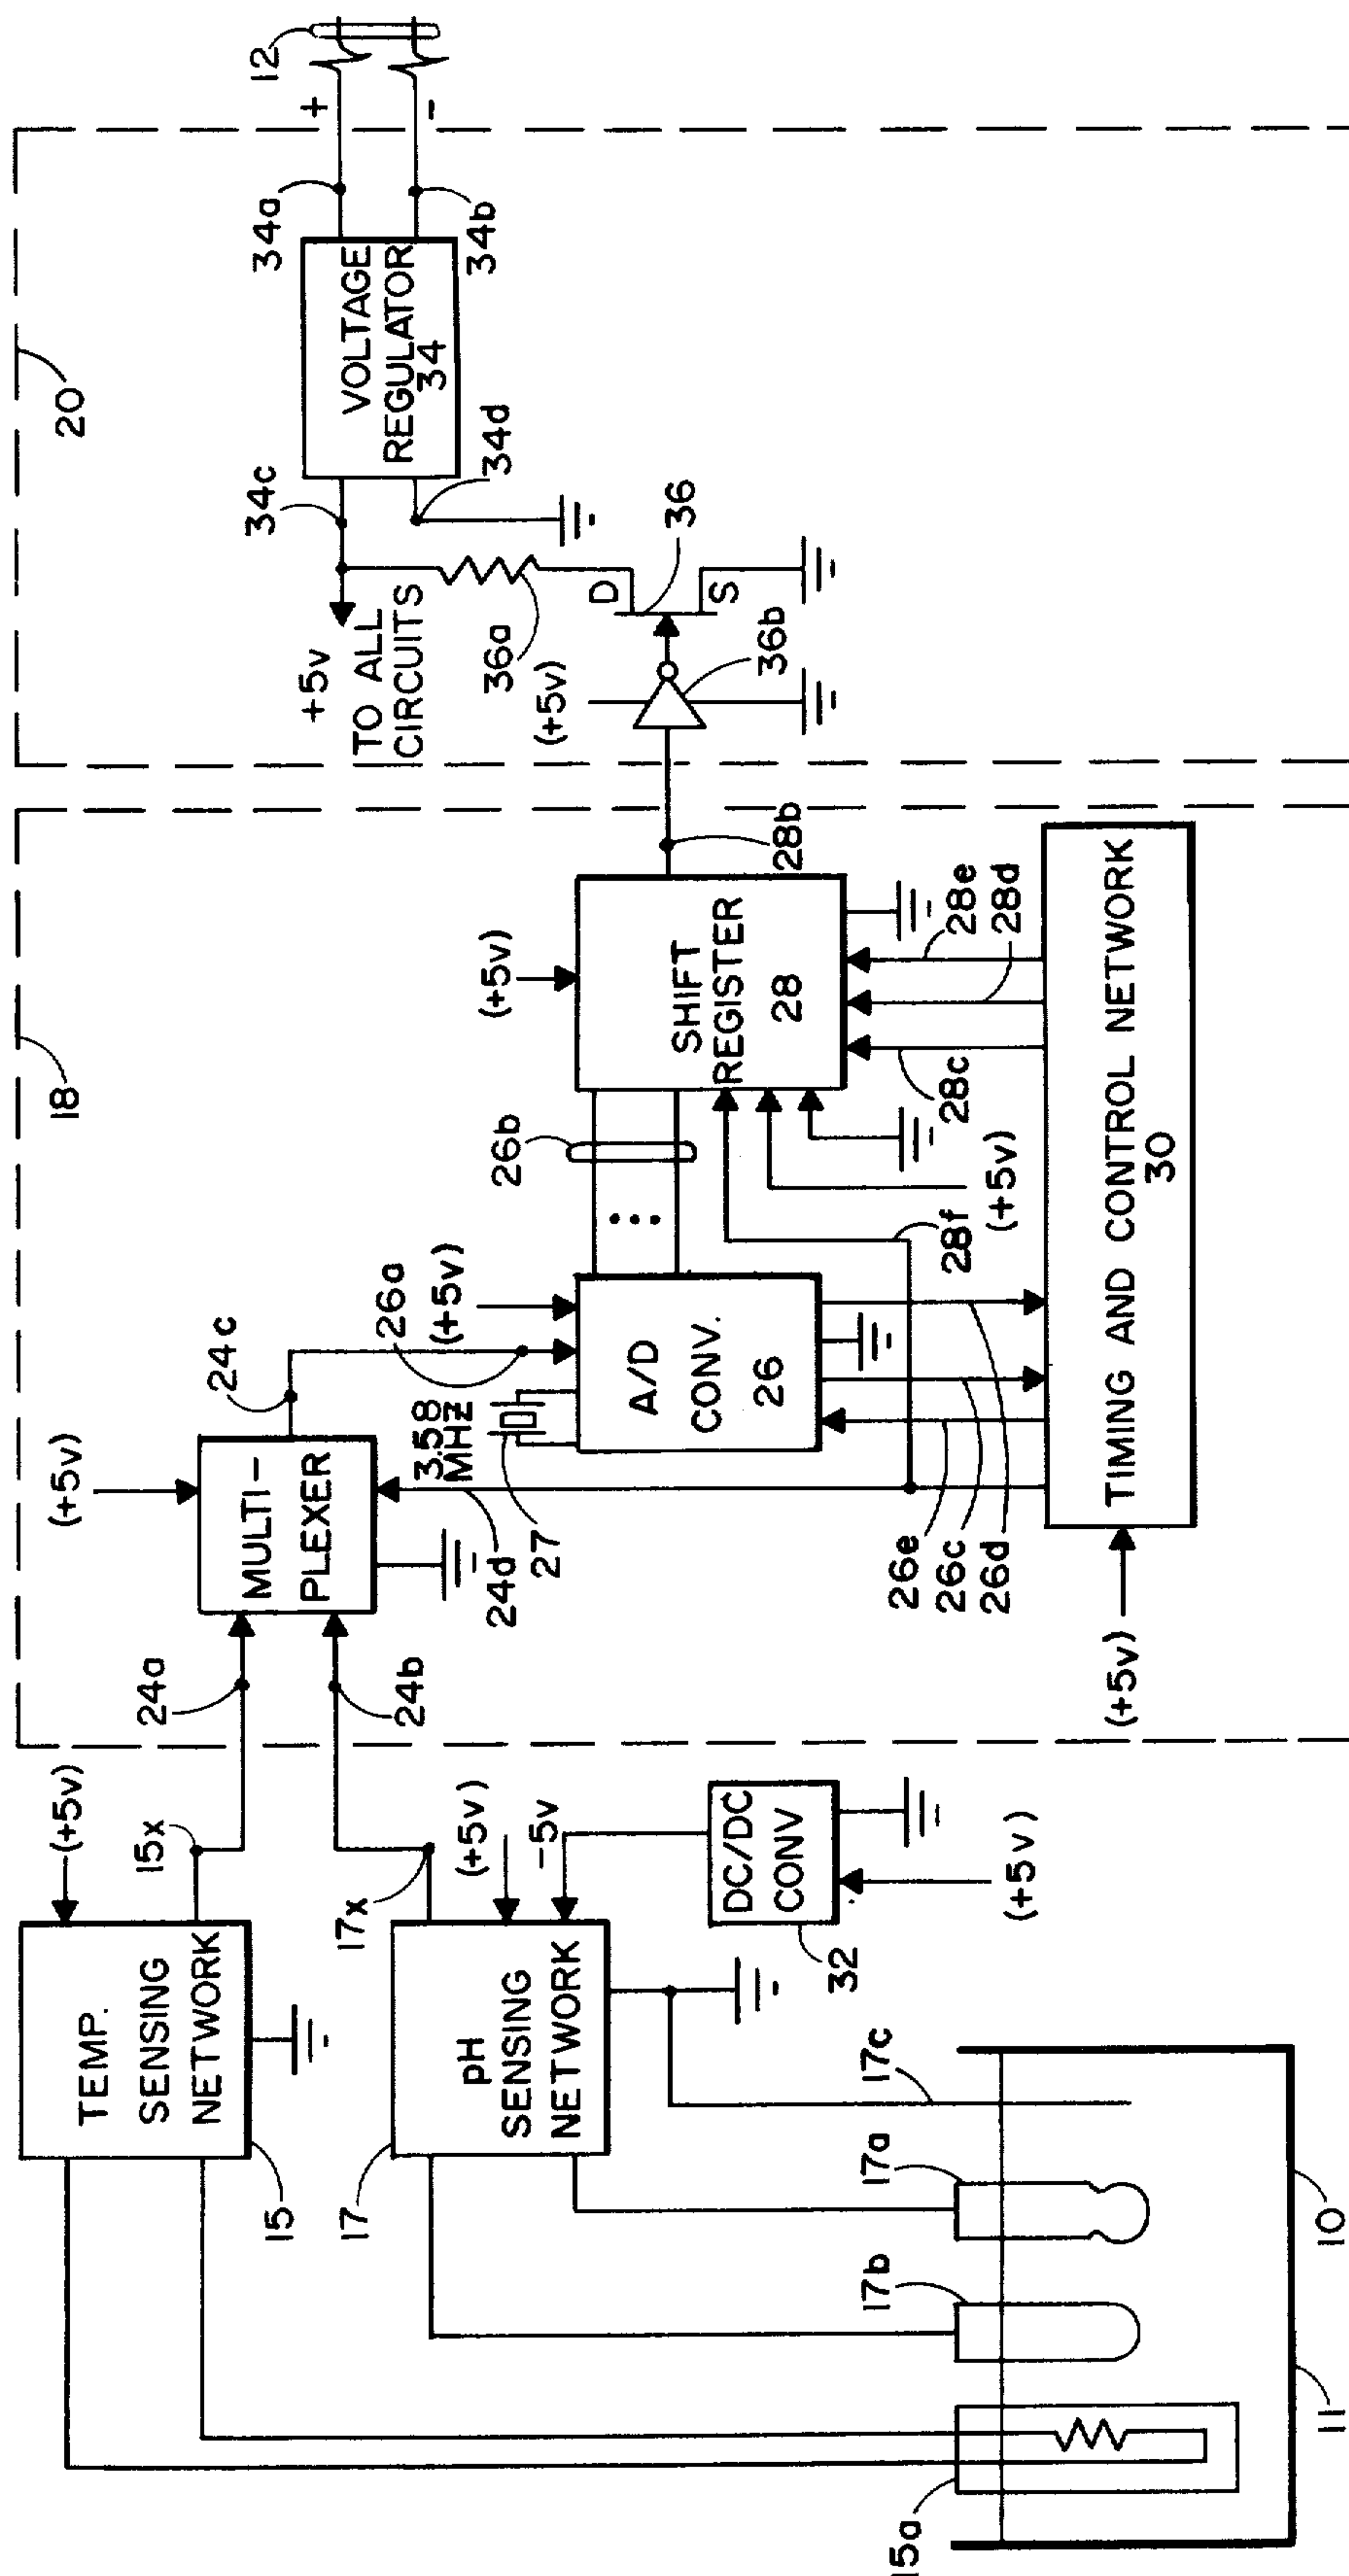 12
+
-
34a
34b
VOLTAGE
REGULATOR
34
20
34c
34d
+5v
TO ALL
CIRCUITS
36a
D
S
36
(+5v)
36b
18
28b
(+5v)
SHIFT
REGISTER
28
28e
28d
28c
26b
28f
(+5v)
24c
26a
(+5v)
3.58
MHZ
27
A/D
CONV.
26
(+5v)
MULTI-
PLEXER
24d
24a
24b
26e
26c
26d
TIMING AND CONTROL NETWORK
30
(+5v)
(+5v)
15x
TEMP.
SENSING
NETWORK
15
17x
(+5v)
-5v
pH
SENSING
NETWORK
17
DC/DC
CONV
32
(+5v)
17c
17a
17b
15a
10
11